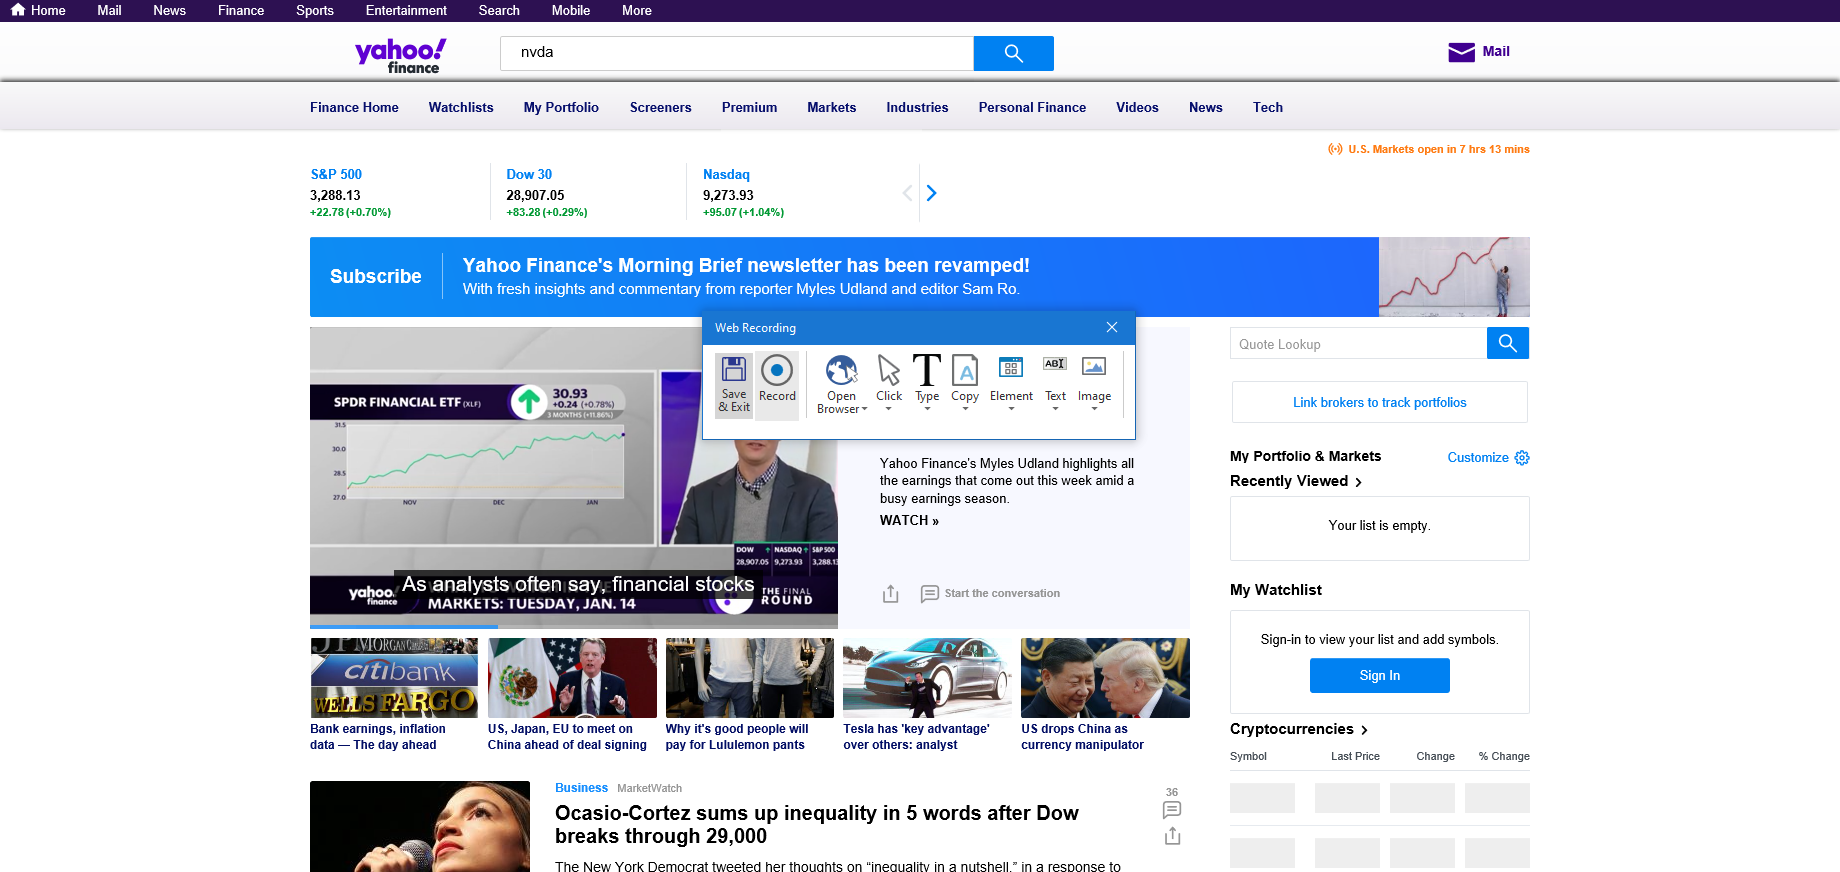 Home Mail News Finance Sports Entertainment Search Mobile More
yahoo!
finance
nvda
Mail
Finance Home Watchlists My Portfolio Screeners Premium Markets Industries Personal Finance Videos News Tech
U.S. Markets open in 7 hrs 13 mins
S&P 500 Dow 30 Nasdaq
3,288.13 28,907.05 9,273.93
+22.78 (+0.70%) +83.28 (+0.29%) +95.07 (+1.04%)
Subscribe
Yahoo Finance's Morning Brief newsletter has been revamped!
With fresh insights and commentary from reporter Myles Udland and editor Sam Ro.
Web Recording
Save
& Exit
Record
Open
Browser
Click
Type
Copy
Element
Text
Image
SPDR FINANCIAL ETF (XLF)
30.93
+0.24 (+0.78%)
3 MONTHS (+11.86%)
31.5
30.0
28.5
27.0
NOV DEC JAN
DOW NASDAQ S&P 500
28,907.05 9,273.93 3,288.1
As analysts often say, financial stocks
yahoo!
finance
MARKETS: TUESDAY, JAN. 14
THE FINAL
ROUND
Yahoo Finance's Myles Udland highlights all
the earnings that come out this week amid a
busy earnings season.
WATCH »
Start the conversation
Quote Lookup
Link brokers to track portfolios
My Portfolio & Markets
Customize
Recently Viewed
Your list is empty.
My Watchlist
Sign-in to view your list and add symbols.
Sign In
Cryptocurrencies
Symbol Last Price Change % Change
JP MORGAN
citibank
WELLS FARGO
Bank earnings, inflation
data — The day ahead
US, Japan, EU to meet on
China ahead of deal signing
Why it's good people will
pay for Lululemon pants
Tesla has 'key advantage'
over others: analyst
US drops China as
currency manipulator
Business MarketWatch
Ocasio-Cortez sums up inequality in 5 words after Dow
breaks through 29,000
The New York Democrat tweeted her thoughts on “inequality in a nutshell,” in a response to
36